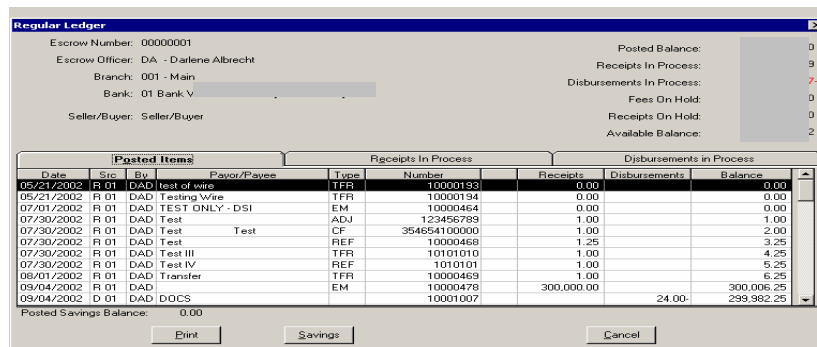 Regular Ledger
Escrow Number: 00000001
Escrow Officer: DA - Darlene Albrecht
Branch: 001 - Main
Bank: 01 Bank V
Seller/Buyer: Seller/Buyer
Posted Balance: 0
Receipts In Process: 9
Disbursements In Process: 7-
Fees On Hold: 0
Receipts On Hold: 0
Available Balance: 2
Posted Items Receipts In Process Disbursements in Process
Date Src By Payor/Payee Type Number Receipts Disbursements Balance
05/21/2002 R 01 DAD test of wire TFR 10000193 0.00 0.00
05/21/2002 R 01 DAD Testing Wire TFR 10000194 0.00 0.00
07/01/2002 R 01 DAD TEST ONLY - DSI EM 10000464 0.00 0.00
07/30/2002 R 01 DAD Test ADJ 123456789 1.00 1.00
07/30/2002 R 01 DAD Test Test CF 354654100000 1.00 2.00
07/30/2002 R 01 DAD Test REF 10000468 1.25 3.25
07/30/2002 R 01 DAD Test III TFR 10101010 1.00 4.25
07/30/2002 R 01 DAD Test IV REF 1010101 1.00 5.25
08/01/2002 R 01 DAD Transfer TFR 10000469 1.00 6.25
09/04/2002 R 01 DAD EM 10000478 300,000.00 300,006.25
09/04/2002 D 01 DAD DOCS 10001007 24.00- 299,982.25
Posted Savings Balance: 0.00
Print Savings Cancel